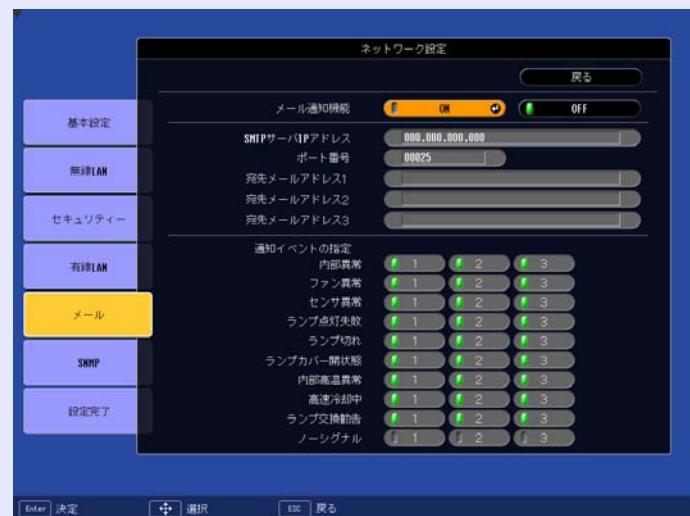 ネットワーク設定
戻る
基本設定
無線LAN
セキュリティー
有線LAN
メール
SNMP
設定完了
メール通知機能 ON OFF
SMTPサーバIPアドレス 000.000.000.000
ポート番号 00025
宛先メールアドレス1
宛先メールアドレス2
宛先メールアドレス3
通知イベントの指定
内部異常 1 2 3
ファン異常 1 2 3
センサ異常 1 2 3
ランプ点灯失敗 1 2 3
ランプ切れ 1 2 3
ランプカバー開状態 1 2 3
内部高温異常 1 2 3
高速冷却中 1 2 3
ランプ交換勧告 1 2 3
ノーシグナル 1 2 3
Enter 決定 選択 ESC 戻る